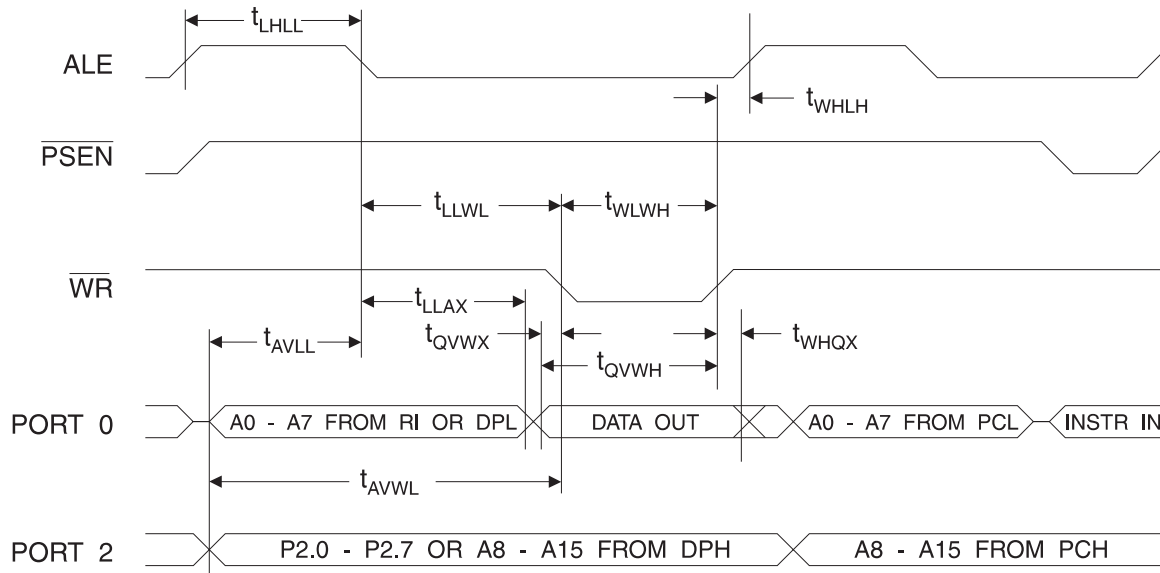 tLHLL
ALE
tWHLH
PSEN
tLLWL
tWLWH
WR
tLLAX
tAVLL
tQVWX
tWHQX
tQVWH
PORT 0
A0 - A7 FROM RI OR DPL
DATA OUT
A0 - A7 FROM PCL
INSTR IN
tAVWL
PORT 2
P2.0 - P2.7 OR A8 - A15 FROM DPH
A8 - A15 FROM PCH